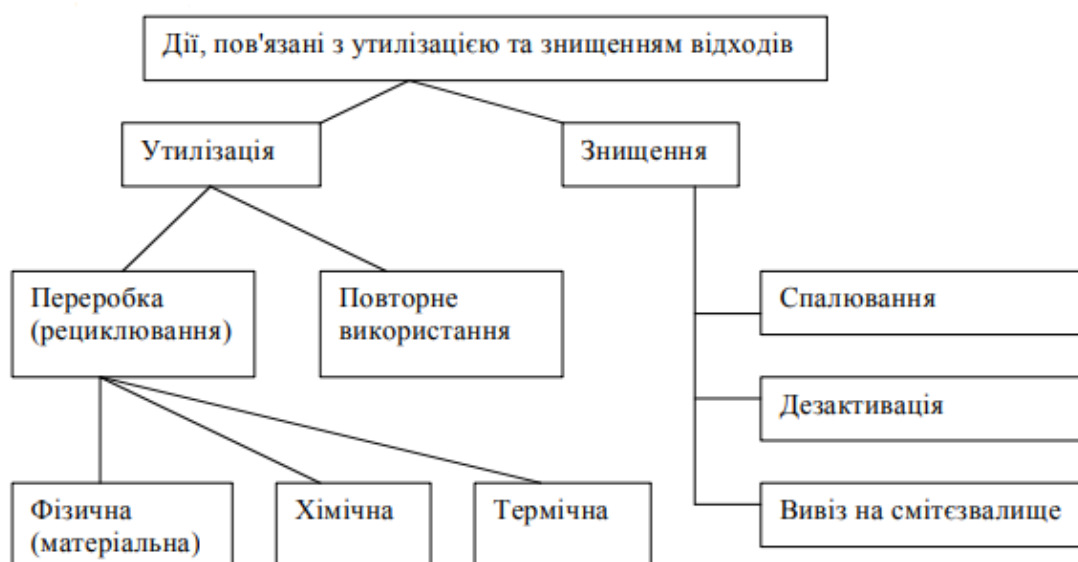 Дії, пов'язані з утилізацією та знищенням відходів
Утилізація
Знищення
Переробка
(рециклювання)
Повторне
використання
Спалювання
Дезактивація
Фізична
(матеріальна)
Хімічна
Термічна
Вивіз на смітєзвалище